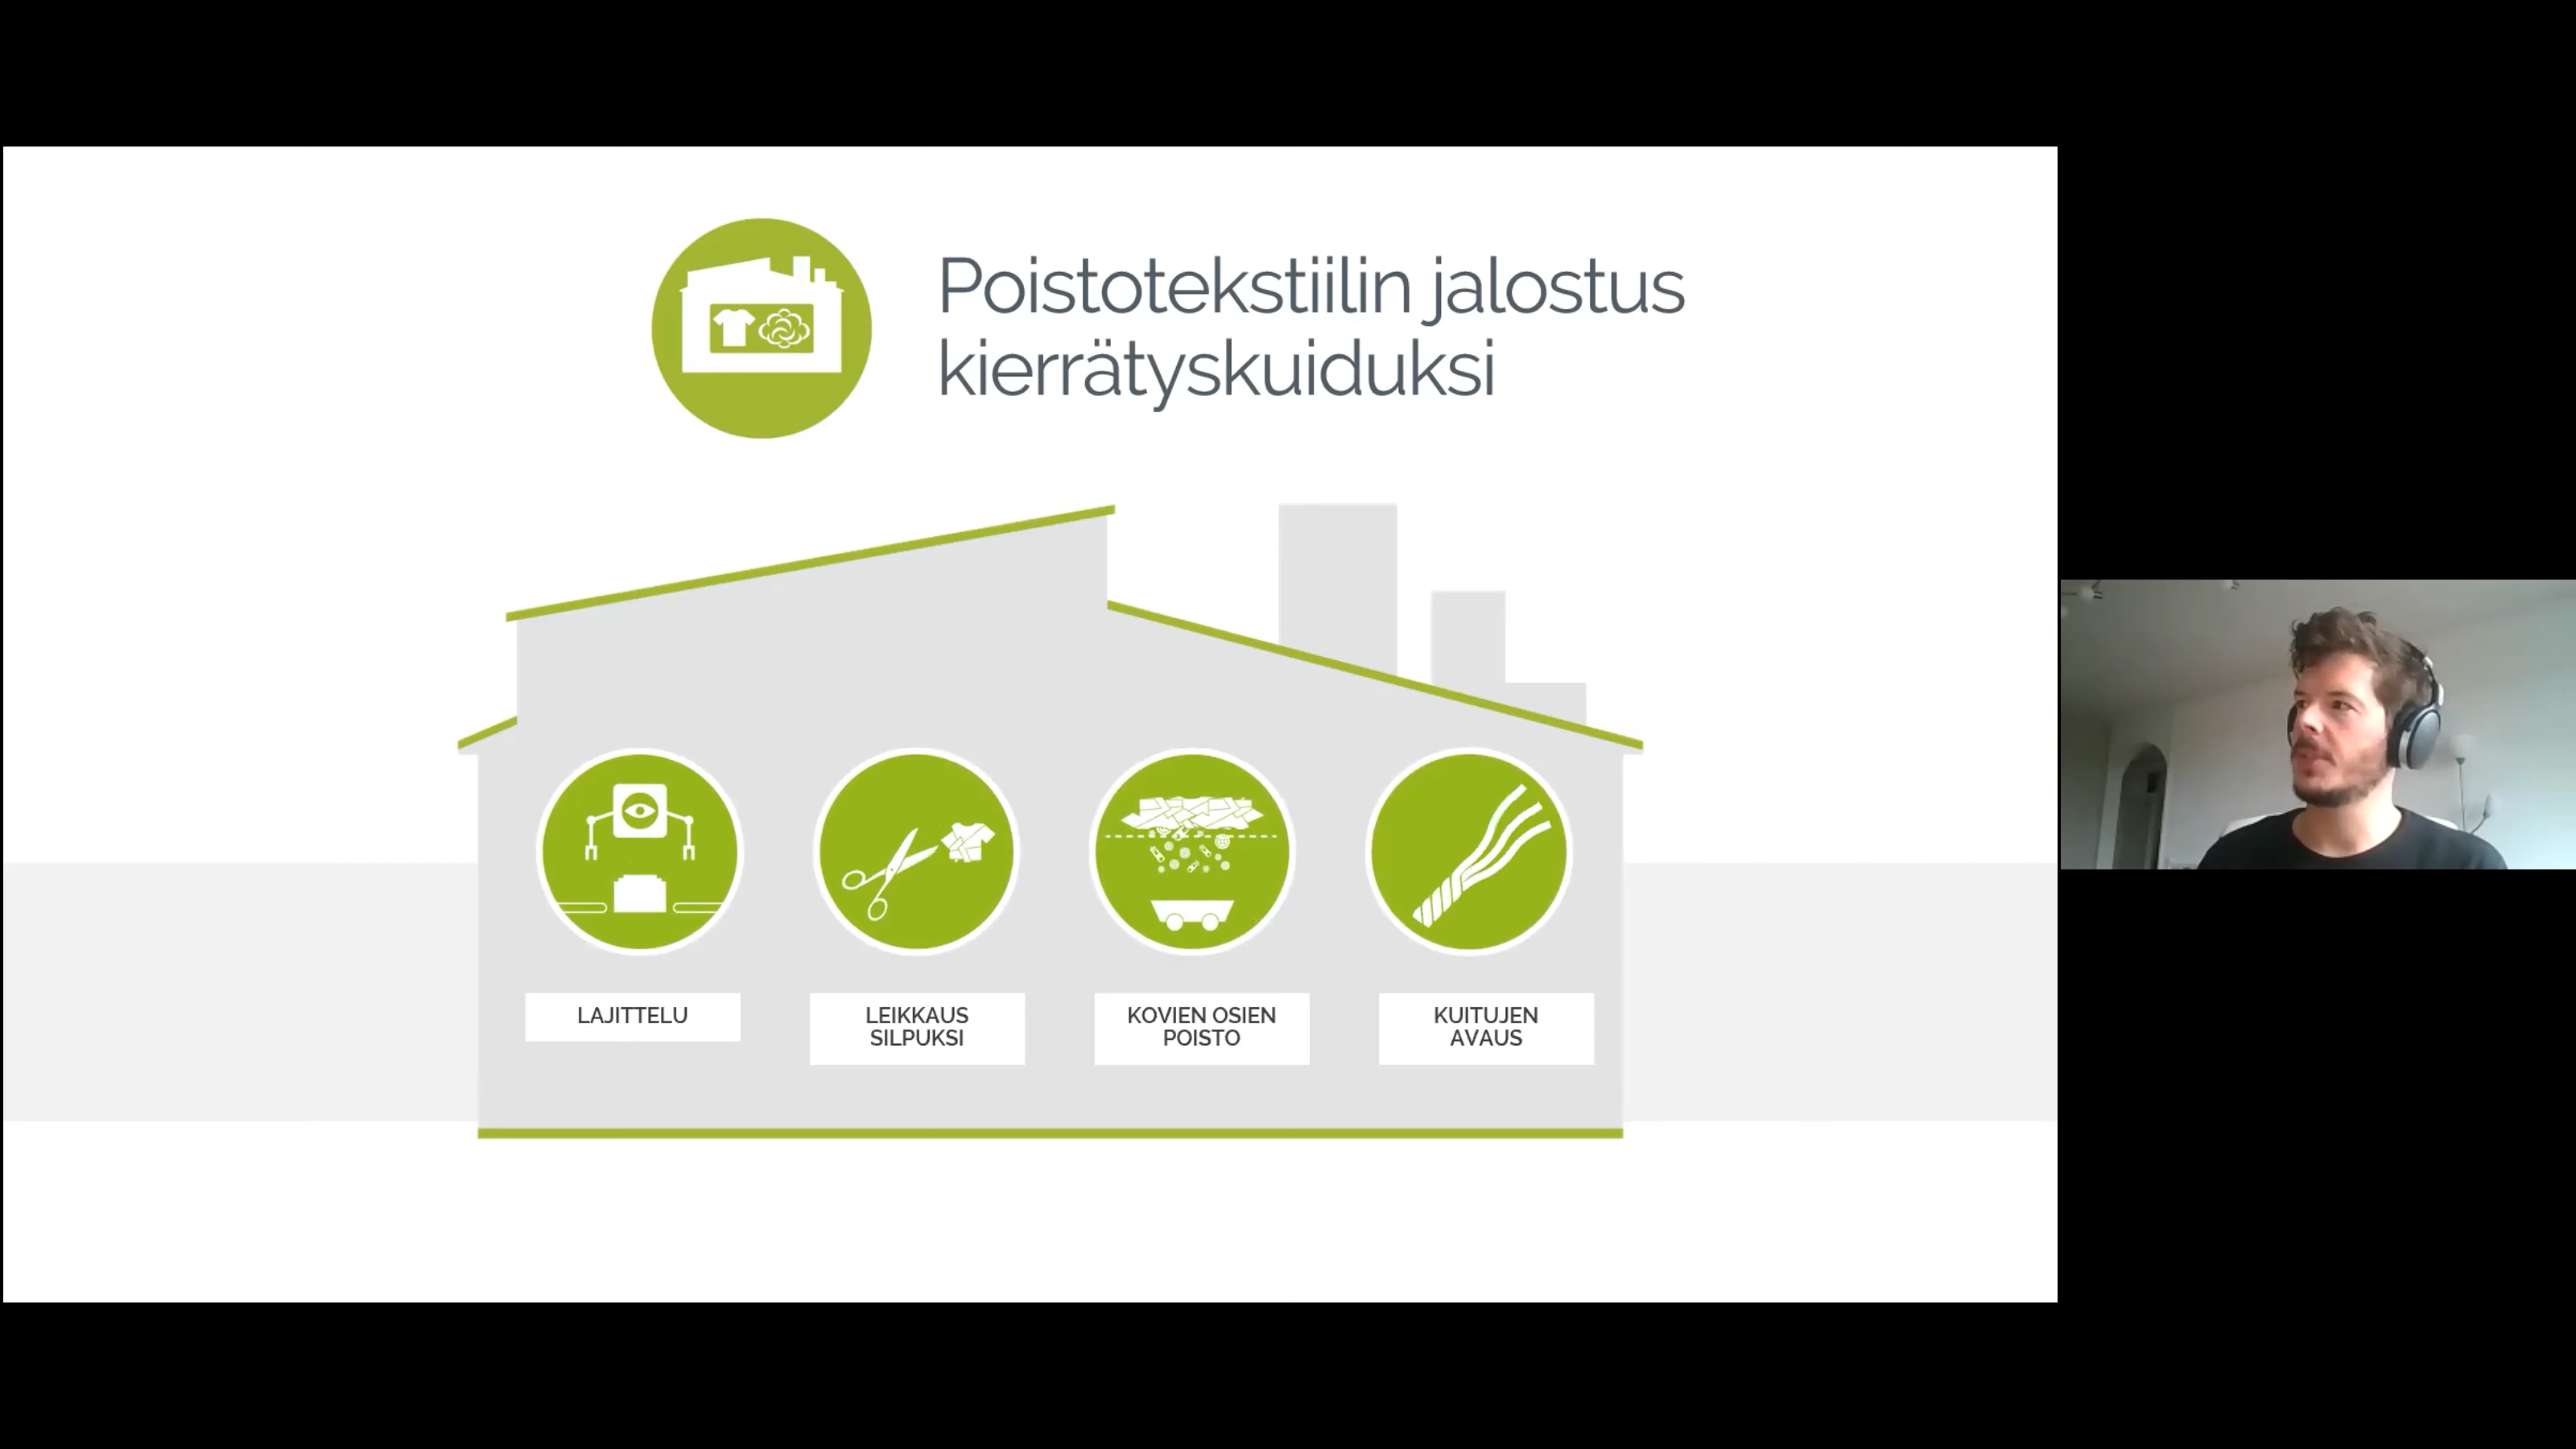 Poistotekstiilin jalostus
kierrätyskuiduksi
LAJITTELU
LEIKKAUS
SILPUKSI
KOVIEN OSIEN
POISTO
KUITUJEN
AVAUS